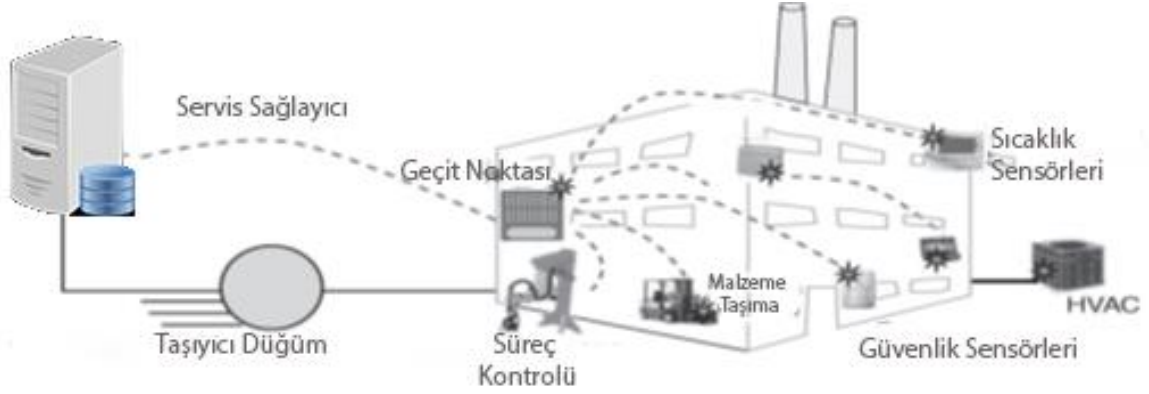 Servis Sağlayıcı
Geçit Noktası
Sıcaklık
Sensörleri
Malzeme
Taşıma
HVAC
Taşıyıcı Düğüm
Süreç
Kontrolü
Güvenlik Sensörleri